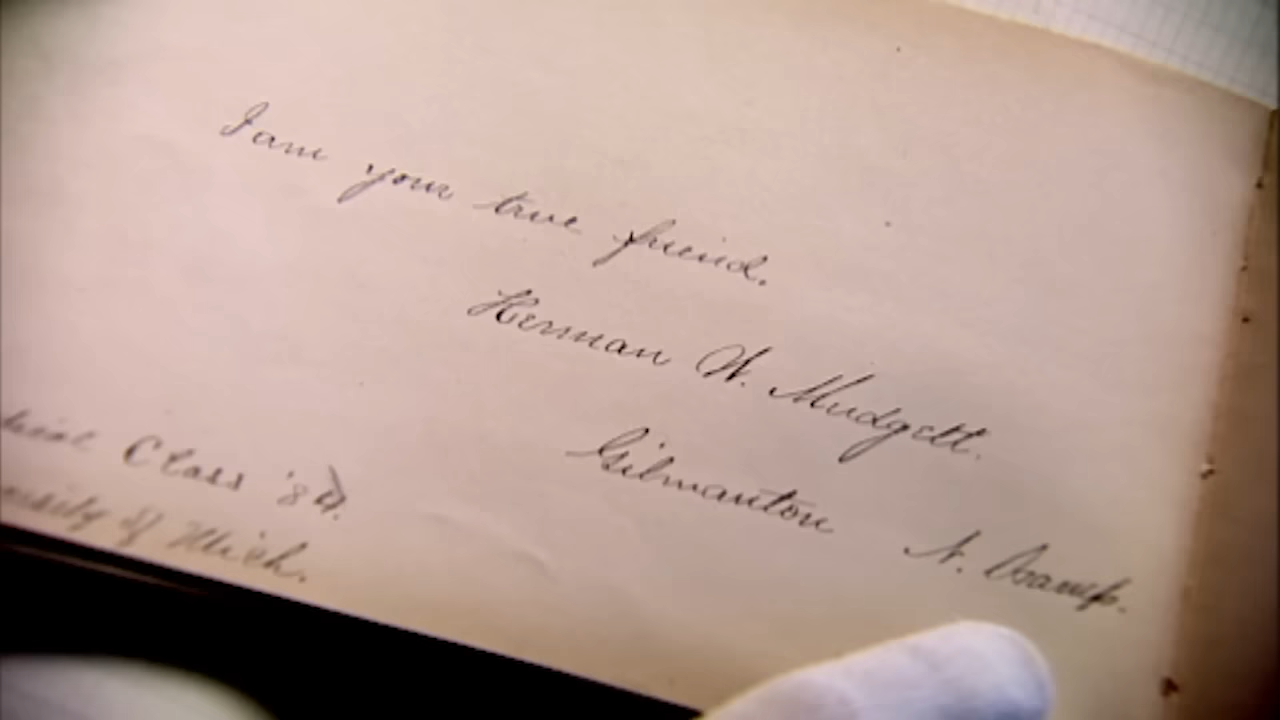 I am your true friend.
Herman W. Mudgett.
Gilmanton N. Hamp.
Class '84.
of Mich.